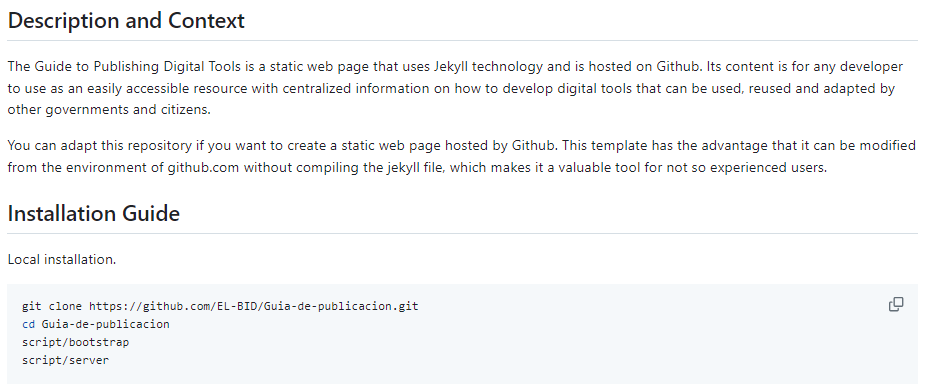 Description and Context
The Guide to Publishing Digital Tools is a static web page that uses Jekyll technology and is hosted on Github. Its content is for any developer
to use as an easily accessible resource with centralized information on how to develop digital tools that can be used, reused and adapted by
other governments and citizens.
You can adapt this repository if you want to create a static web page hosted by Github. This template has the advantage that it can be modified
from the environment of github.com without compiling the jekyll file, which makes it a valuable tool for not so experienced users.
Installation Guide
Local installation.
git clone https://github.com/EL-BID/Guia-de-publicacion.git
cd Guia-de-publicacion
script/bootstrap
script/server